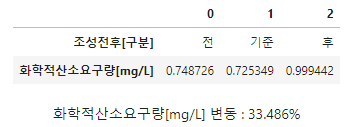 0 1 2
조성전후[구분] 전 기준 후
화학적산소요구량[mg/L] 0.748726 0.725349 0.999442
화학적산소요구량[mg/L] 변동 : 33.486%